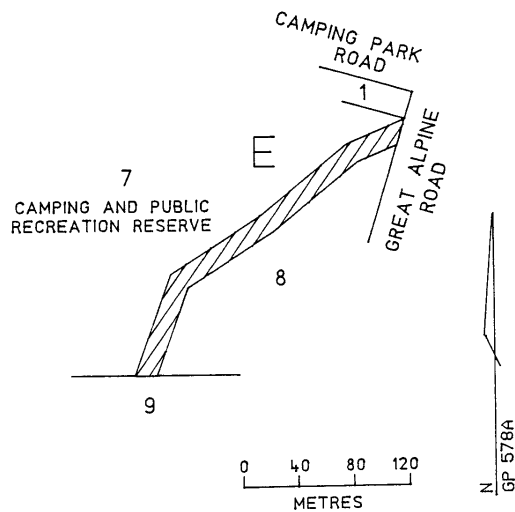 CAMPING PARK
ROAD
1
E
GREAT ALPINE
ROAD
7
CAMPING AND PUBLIC
RECREATION RESERVE
8
9
0 40 80 120
METRES
N
GP 578A